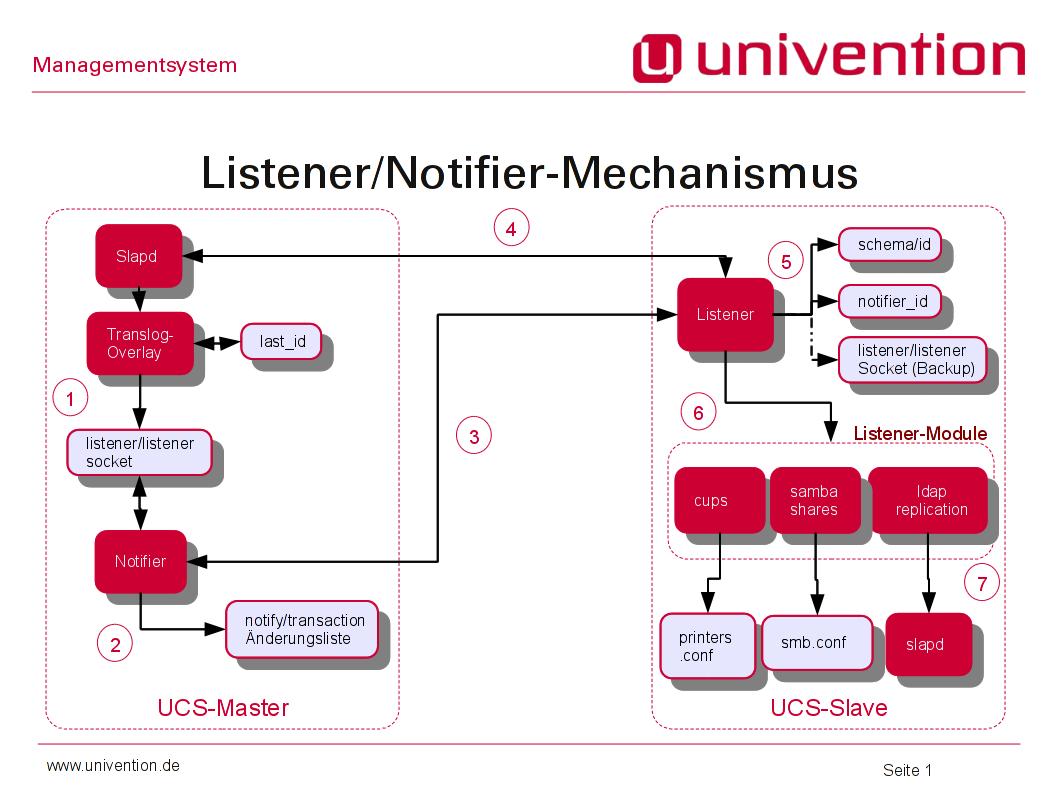 Managementsystem
univention
Listener/Notifier-Mechanismus
4
Slapd
schema/id
5
Translog-
Overlay
last_id
Listener
notifier_id
listener/listener
Socket (Backup)
1
6
3
listener/listener
socket
Listener-Module
cups
samba
shares
ldap
replication
Notifier
7
2
notify/transaction
Änderungsliste
printers
.conf
smb.conf
slapd
UCS-Master
UCS-Slave
www.univention.de
Seite 1